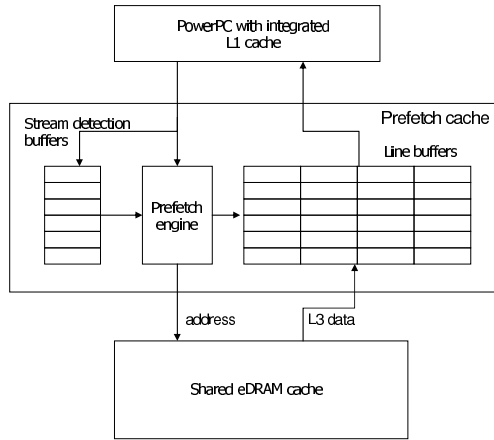 PowerPC with integrated
L1 cache
Prefetch cache
Stream detection
buffers
Line buffers
Prefetch
engine
address
L3 data
Shared eDRAM cache